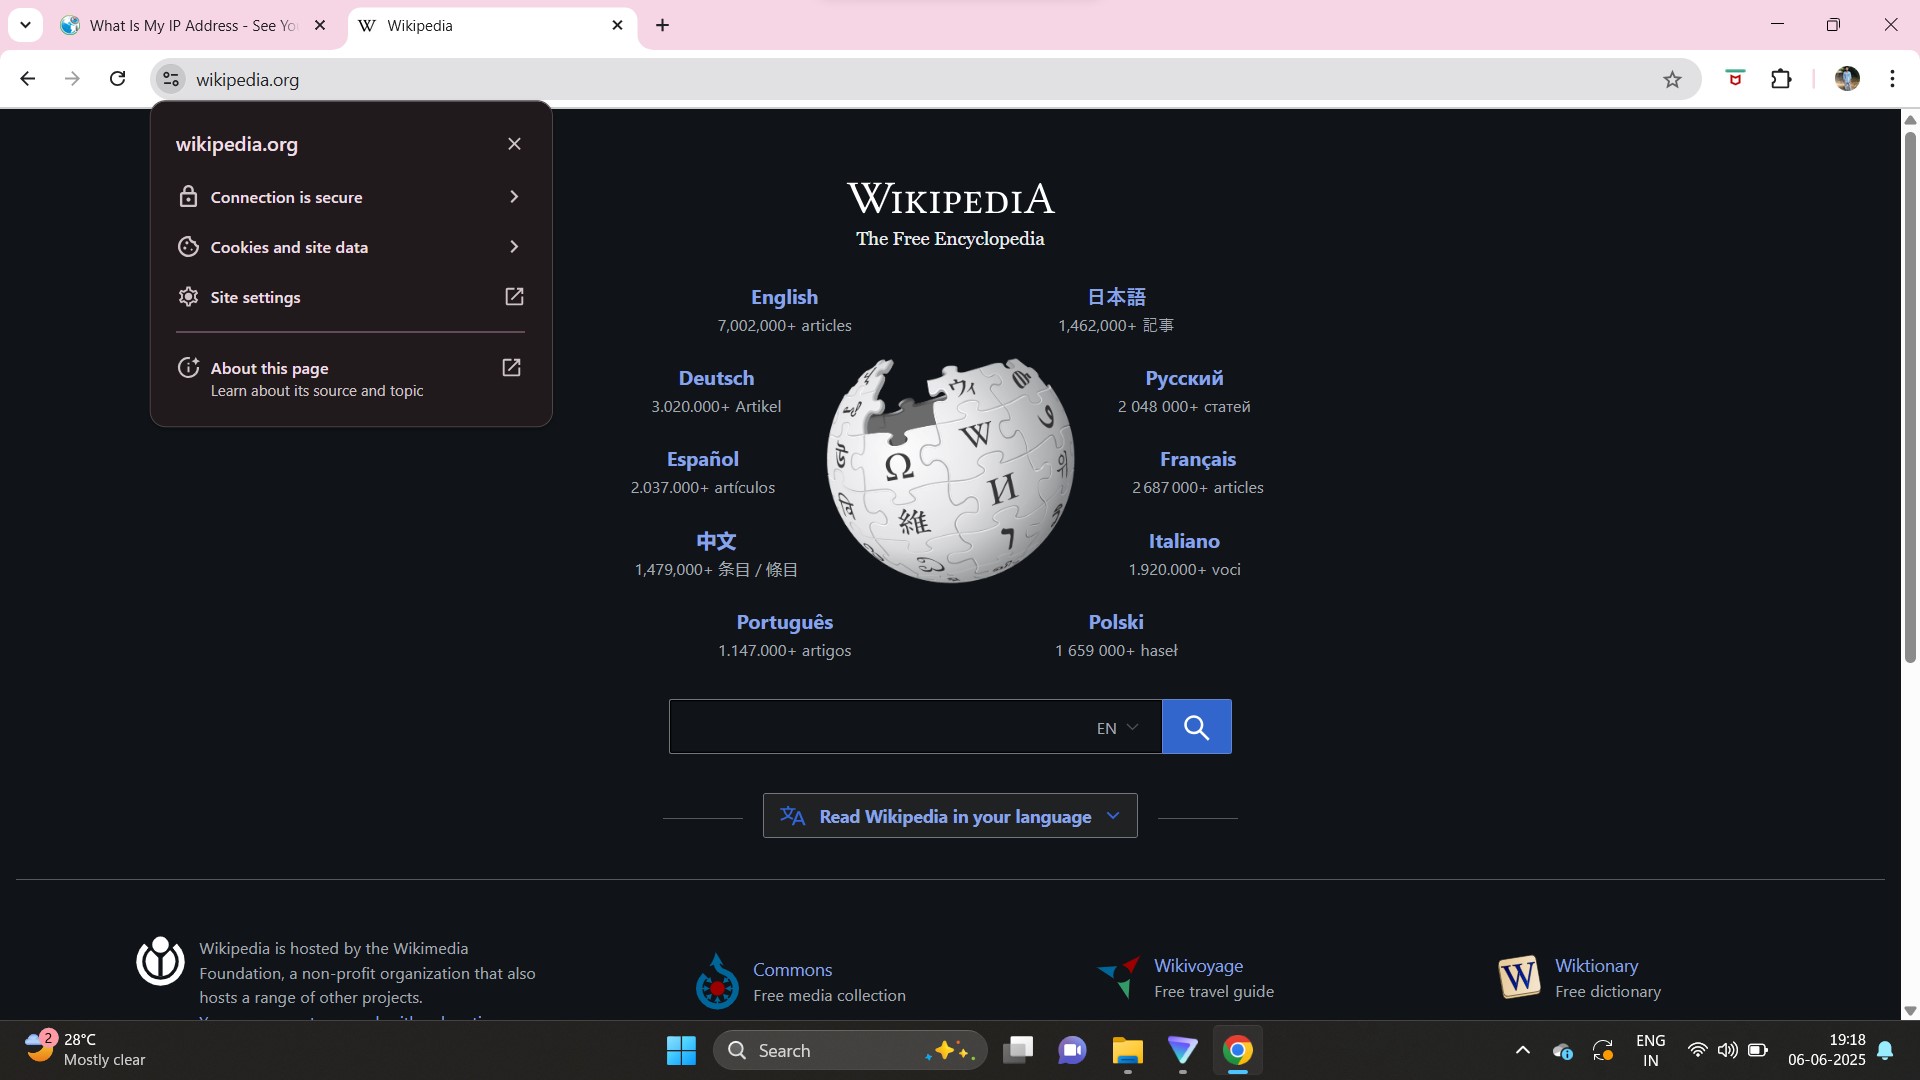 What Is My IP Address - See Yo
Wikipedia
wikipedia.org
wikipedia.org
Connection is secure
Cookies and site data
Site settings
About this page
Learn about its source and topic
WIKIPEDIA
The Free Encyclopedia
English
7,002,000+ articles
日本語
1,462,000+ 記事
Deutsch
3.020.000+ Artikel
Русский
2 048 000+ статей
Español
2.037.000+ artículos
Français
2 687 000+ articles
中文
1,479,000+ 条目 / 條目
Italiano
1.920.000+ voci
Português
1.147.000+ artigos
Polski
1 659 000+ haseł
Ω
W
И
維
ウィ
EN
Read Wikipedia in your language
Wikipedia is hosted by the Wikimedia
Foundation, a non-profit organization that also
hosts a range of other projects.
Commons
Free media collection
Wikivoyage
Free travel guide
W
Wiktionary
Free dictionary
2
28°C
Mostly clear
Search
ENG
IN
19:18
06-06-2025